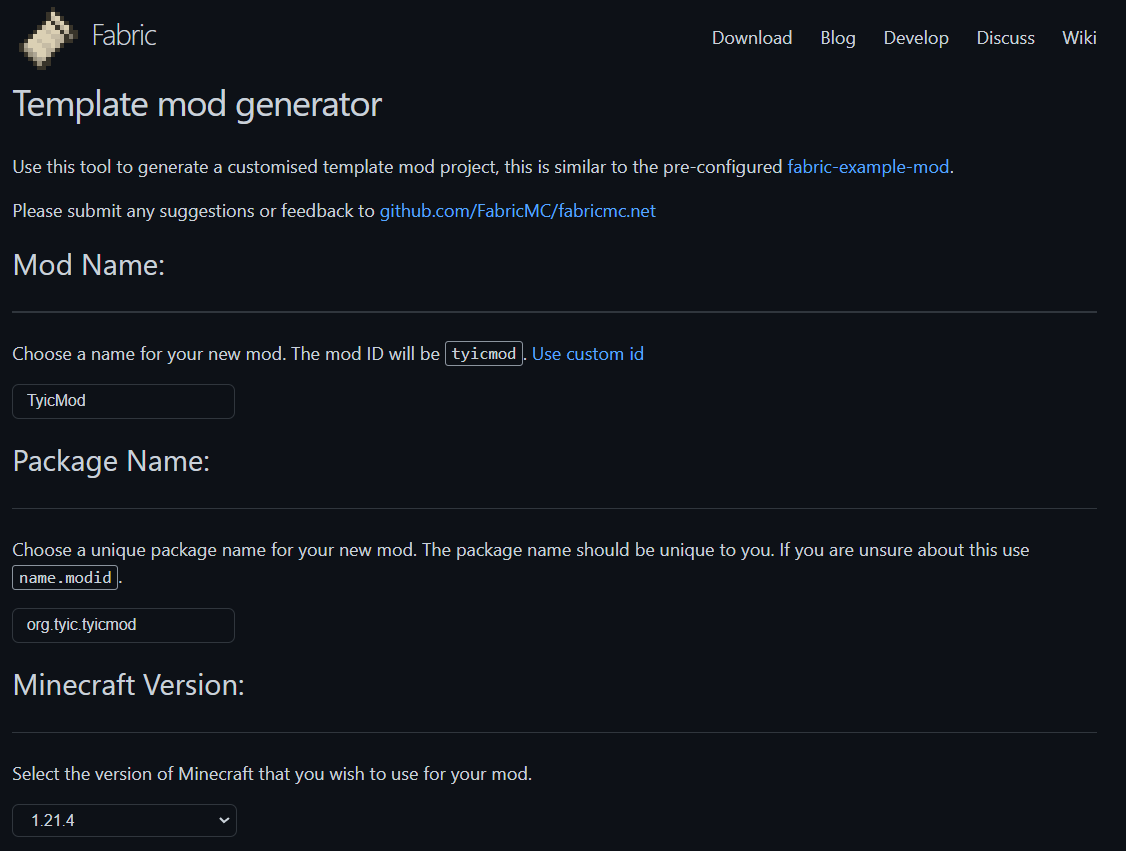 Fabric
Download Blog Develop Discuss Wiki
Template mod generator
Use this tool to generate a customised template mod project, this is similar to the pre-configured fabric-example-mod.
Please submit any suggestions or feedback to github.com/FabricMC/fabricmc.net
Mod Name:
Choose a name for your new mod. The mod ID will be tyicmod. Use custom id
TyicMod
Package Name:
Choose a unique package name for your new mod. The package name should be unique to you. If you are unsure about this use
name.modid.
org.tyic.tyicmod
Minecraft Version:
Select the version of Minecraft that you wish to use for your mod.
1.21.4